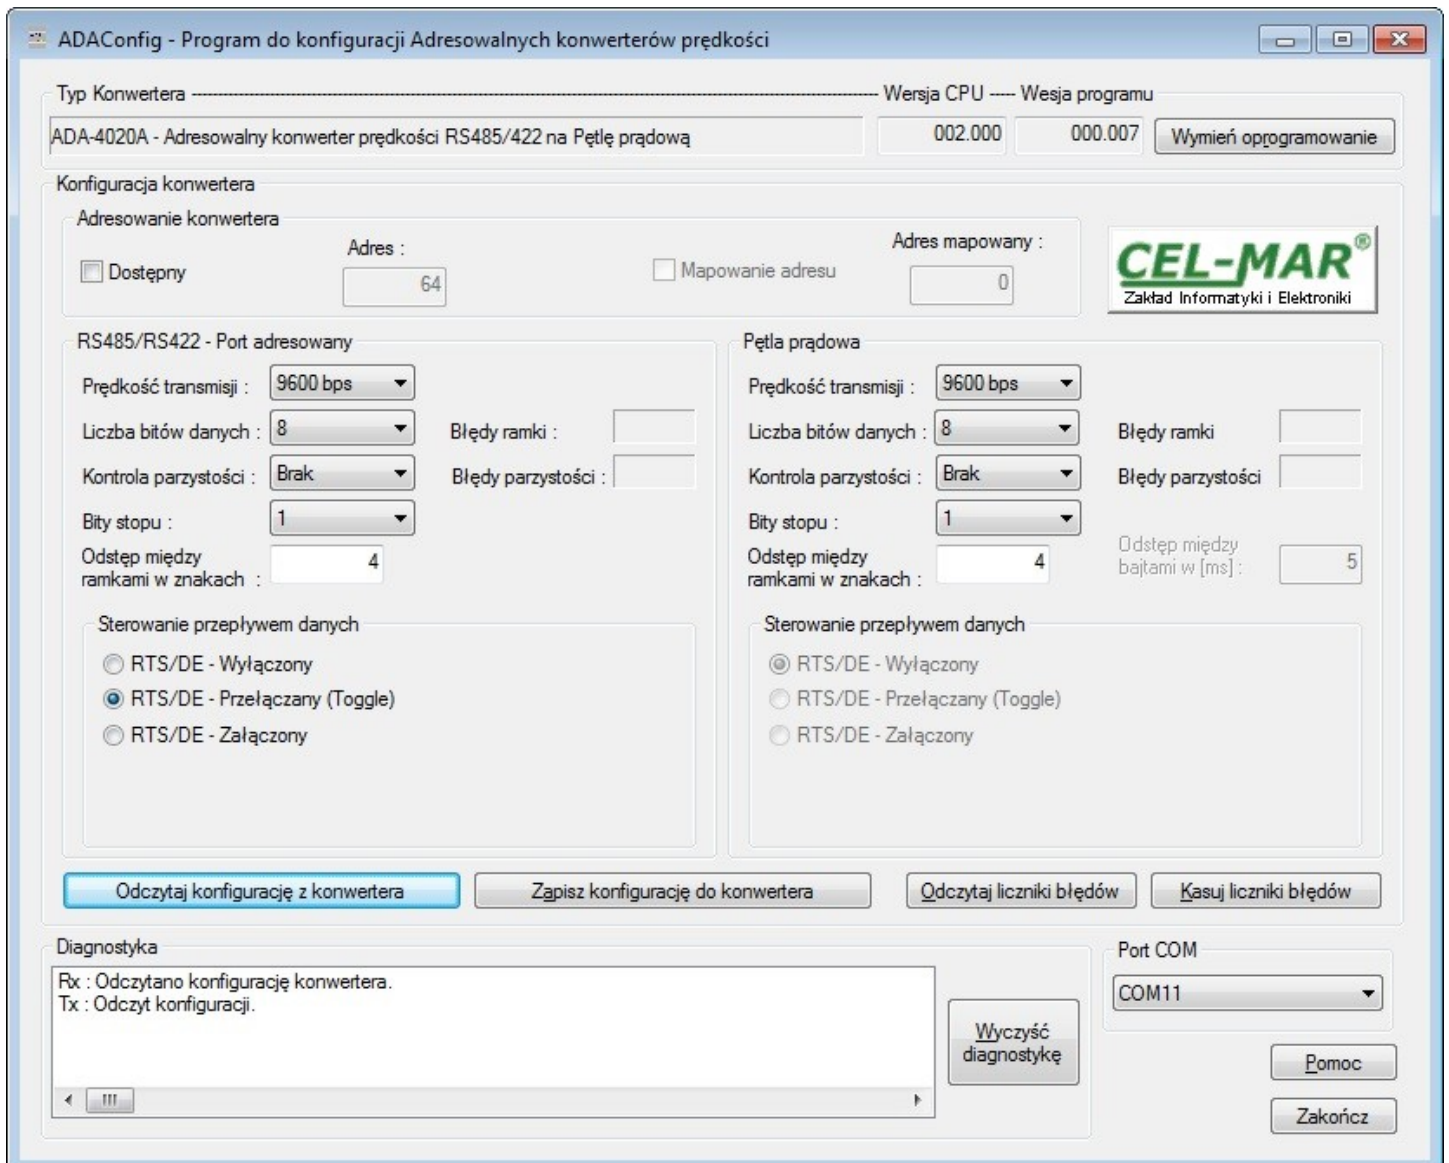 ADAConfig - Program do konfiguracji Adresowalnych konwerterów prędkości
Typ Konwertera
Wersja CPU
Wesja programu
ADA-4020A - Adresowalny konwerter prędkości RS485/422 na Pętlę prądową
002.000
000.007
Wymień oprogramowanie
Konfiguracja konwertera
Adresowanie konwertera
Dostępny
Adres :
64
Mapowanie adresu
Adres mapowany :
0
CEL-MAR®
Zakład Informatyki i Elektroniki
RS485/RS422 - Port adresowany
Prędkość transmisji :
9600 bps
Liczba bitów danych :
8
Błędy ramki :
Kontrola parzystości :
Brak
Błędy parzystości :
Bity stopu :
1
Odstęp między
ramkami w znakach :
4
Sterowanie przepływem danych
RTS/DE - Wyłączony
RTS/DE - Przełączany (Toggle)
RTS/DE - Załączony
Pętla prądowa
Prędkość transmisji :
9600 bps
Liczba bitów danych :
8
Błędy ramki
Kontrola parzystości :
Brak
Błędy parzystości
Bity stopu :
1
Odstęp między
ramkami w znakach :
4
Odstęp między
bajtami w [ms] :
5
Sterowanie przepływem danych
RTS/DE - Wyłączony
RTS/DE - Przełączany (Toggle)
RTS/DE - Załączony
Odczytaj konfigurację z konwertera
Zapisz konfigurację do konwertera
Odczytaj liczniki błędów
Kasuj liczniki błędów
Diagnostyka
Rx : Odczytano konfigurację konwertera.
Tx : Odczyt konfiguracji.
Wyczyść
diagnostykę
Port COM
COM11
Pomoc
Zakończ